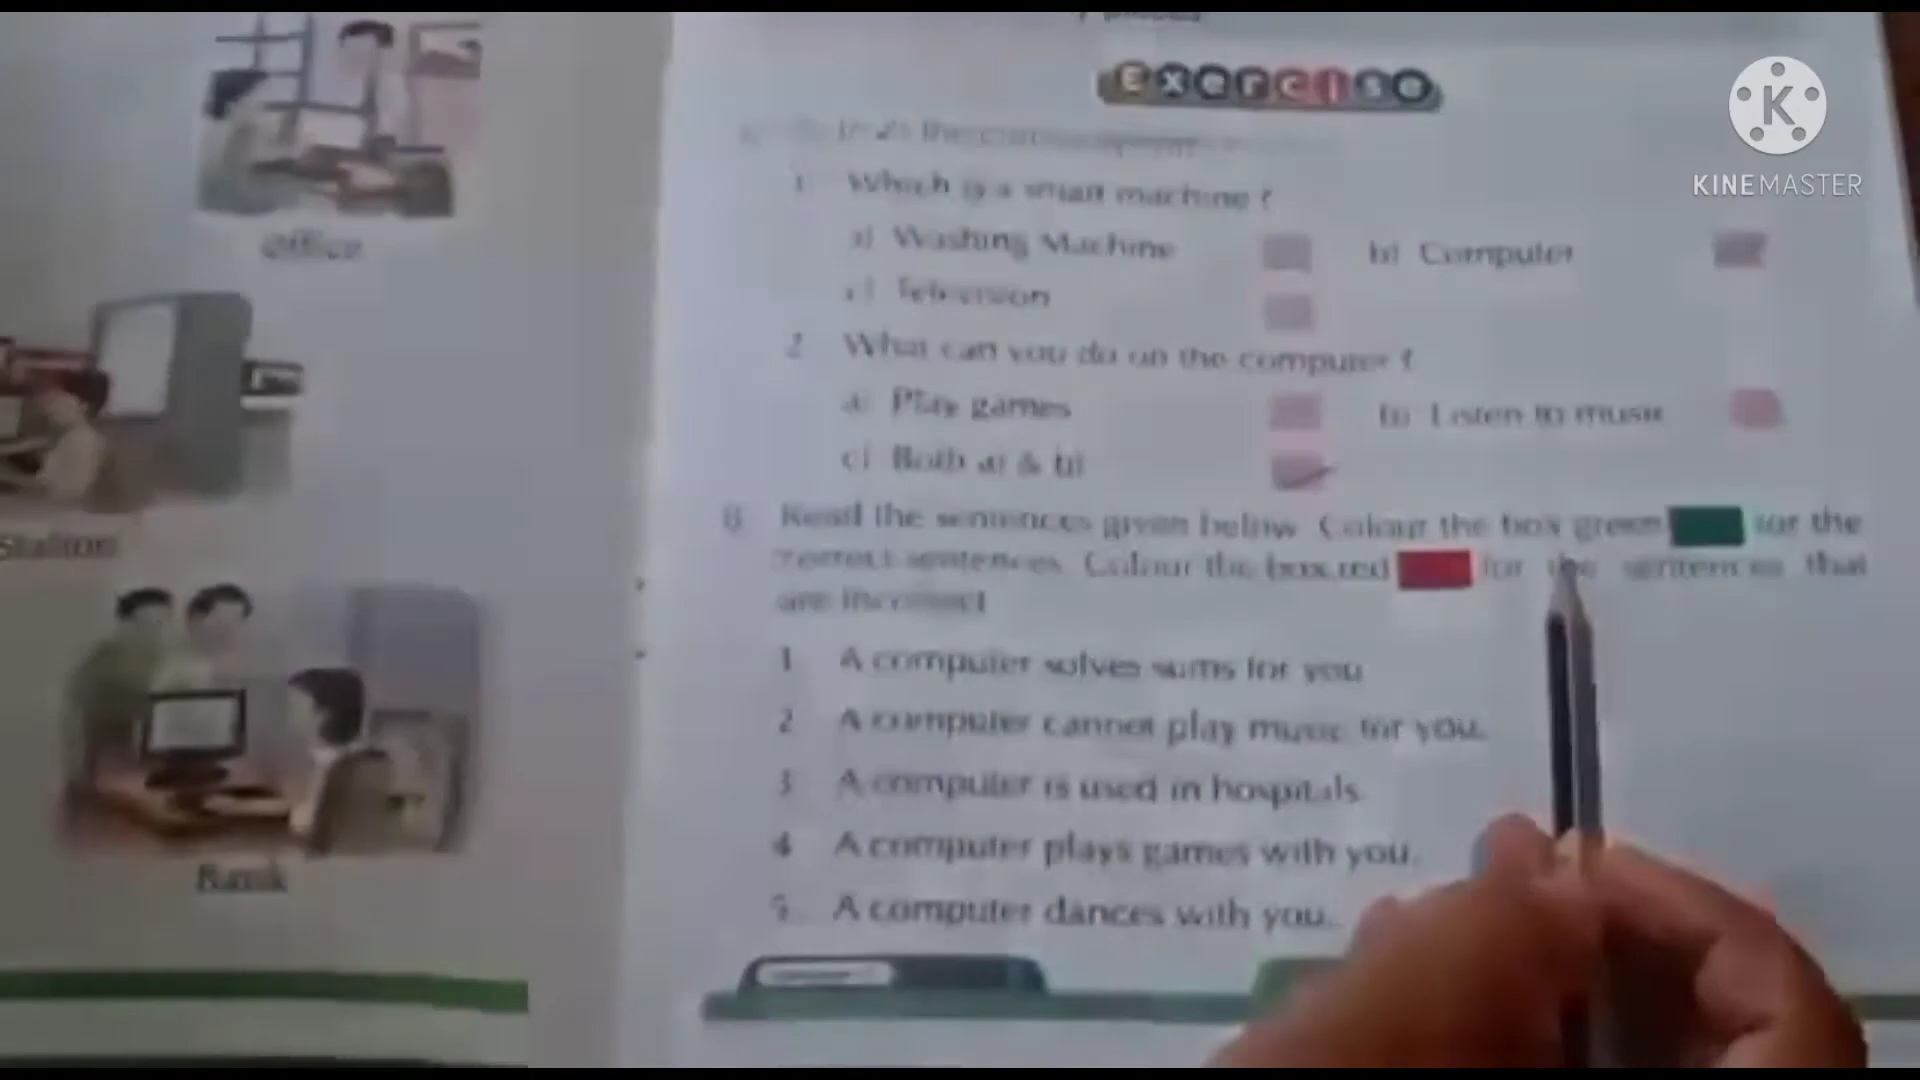 Office
Station
Bank
Exercise
KINEMASTER
1 Which is a smart machine ?
a) Washing Machine
b) Computer
c) Television
2 What can you do on the computer ?
a) Play games
b) Listen to music
c) Both a) & b)
B Read the sentences given below. Colour the box green for the
correct sentences. Colour the box red for the sentences that
are incorrect
1 A computer solves sums for you
2 A computer cannot play music for you.
3 A computer is used in hospitals.
4 A computer plays games with you.
5. A computer dances with you.